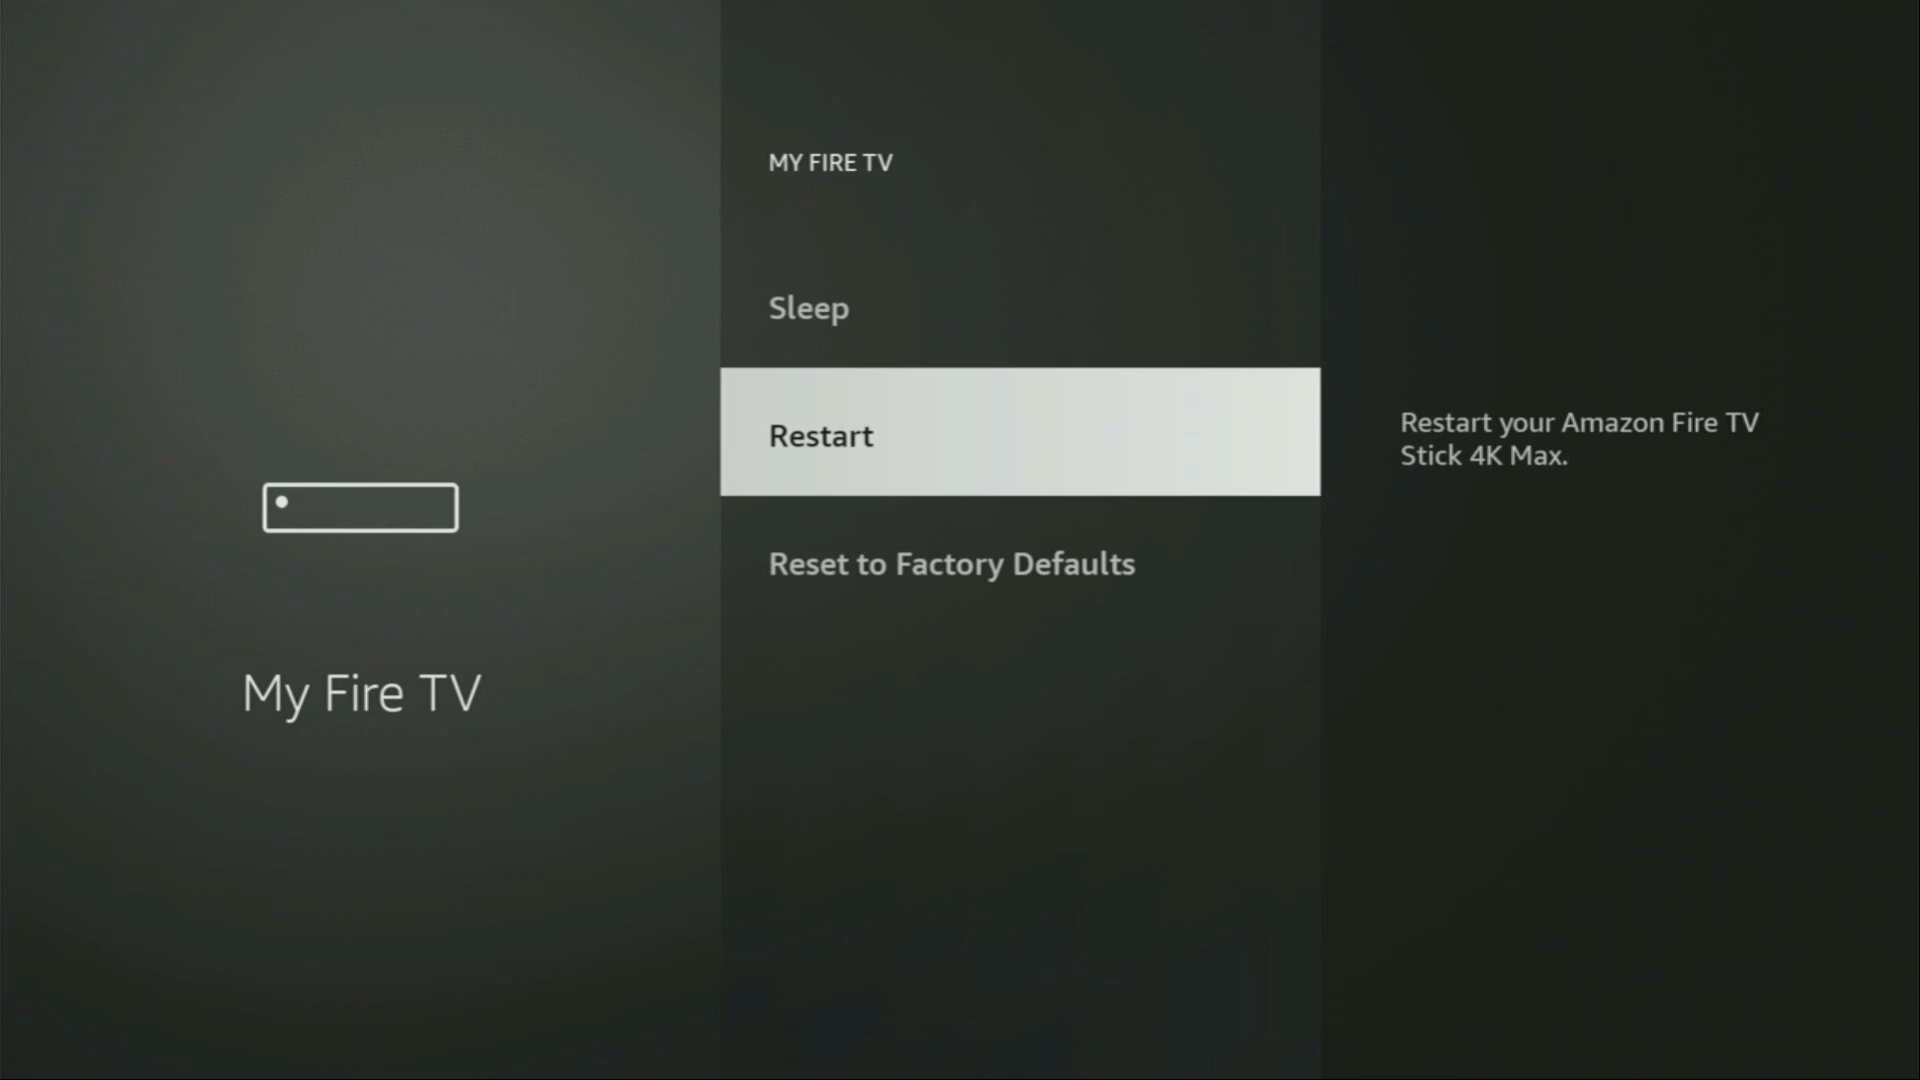 MY FIRE TV
Sleep
Restart
Restart your Amazon Fire TV
Stick 4K Max.
Reset to Factory Defaults
My Fire TV